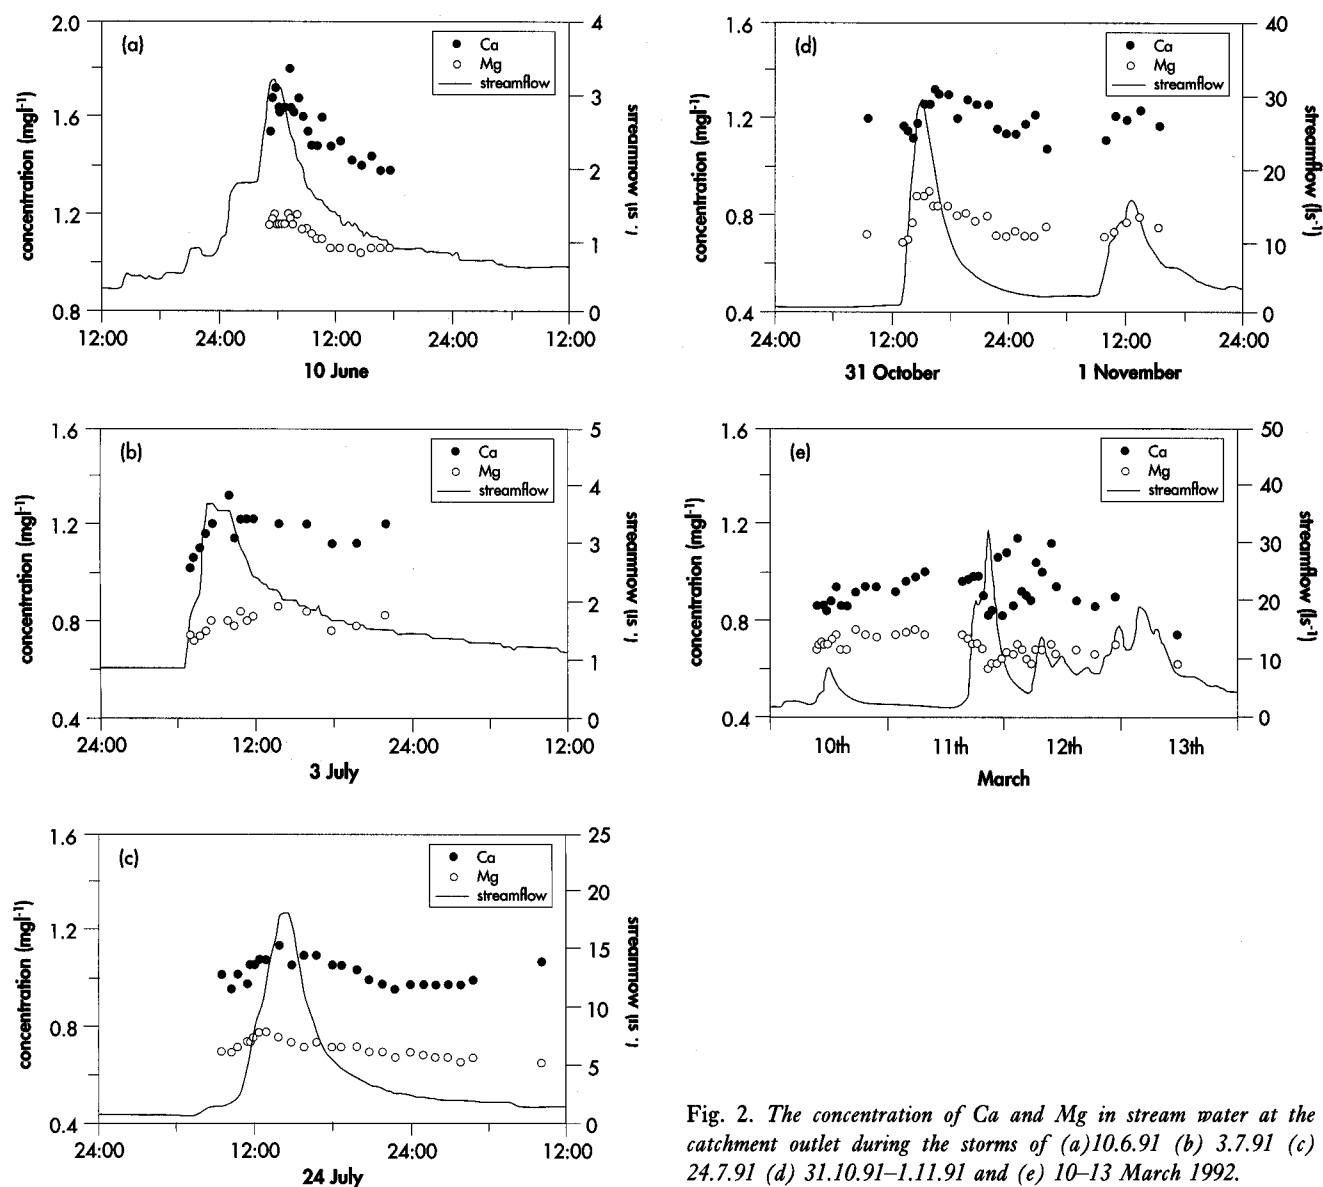 (a)
Ca
Mg
streamflow
concentration (mgl-1)
2.0
1.6
1.2
0.8
4
3
2
1
0
12:00 24:00 12:00 24:00 12:00
10 June
(b)
Ca
Mg
streamflow
concentration (mgl-1)
1.6
1.2
0.8
0.4
5
4
3
2
1
0
24:00 12:00 24:00 12:00
3 July
(c)
Ca
Mg
streamflow
concentration (mgl-1)
1.6
1.2
0.8
0.4
25
20
15
10
5
0
24:00 12:00 24:00 12:00
24 July
(d)
Ca
Mg
streamflow
concentration (mgl-1)
1.6
1.2
0.8
0.4
40
30
20
10
0
streamflow (ls-1)
24:00 12:00 24:00 12:00 24:00
31 October 1 November
(e)
Ca
Mg
streamflow
concentration (mgl-1)
1.6
1.2
0.8
0.4
50
40
30
20
10
0
streamflow (ls-1)
10th 11th 12th 13th
March
Fig. 2. The concentration of Ca and Mg in stream water at the
catchment outlet during the storms of (a)10.6.91 (b) 3.7.91 (c)
24.7.91 (d) 31.10.91–1.11.91 and (e) 10–13 March 1992.